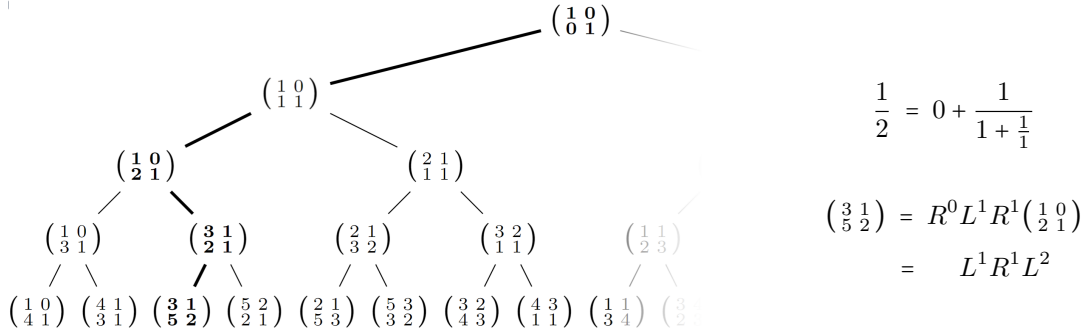 (1 0 0 1)
(1 0 1 1)
(1 0 2 1) (2 1 1 1)
(1 0 3 1) (3 1 2 1) (2 1 3 2) (3 2 1 1) (1 1 2 3)
(1 0 4 1) (4 1 3 1) (3 1 5 2) (5 2 2 1) (2 1 5 3) (5 3 3 2) (3 2 4 3) (4 3 1 1) (1 1 3 4)
1/2 = 0 + 1/(1 + 1/1)
(3 1 5 2) = R^0 L^1 R^1 (1 0 2 1)
= L^1 R^1 L^2